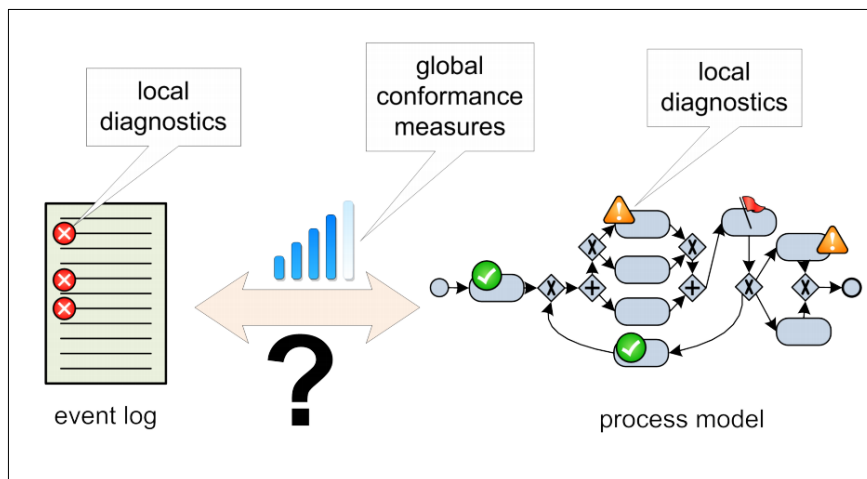 local
diagnostics
global
conformance
measures
local
diagnostics
?
event log
process model